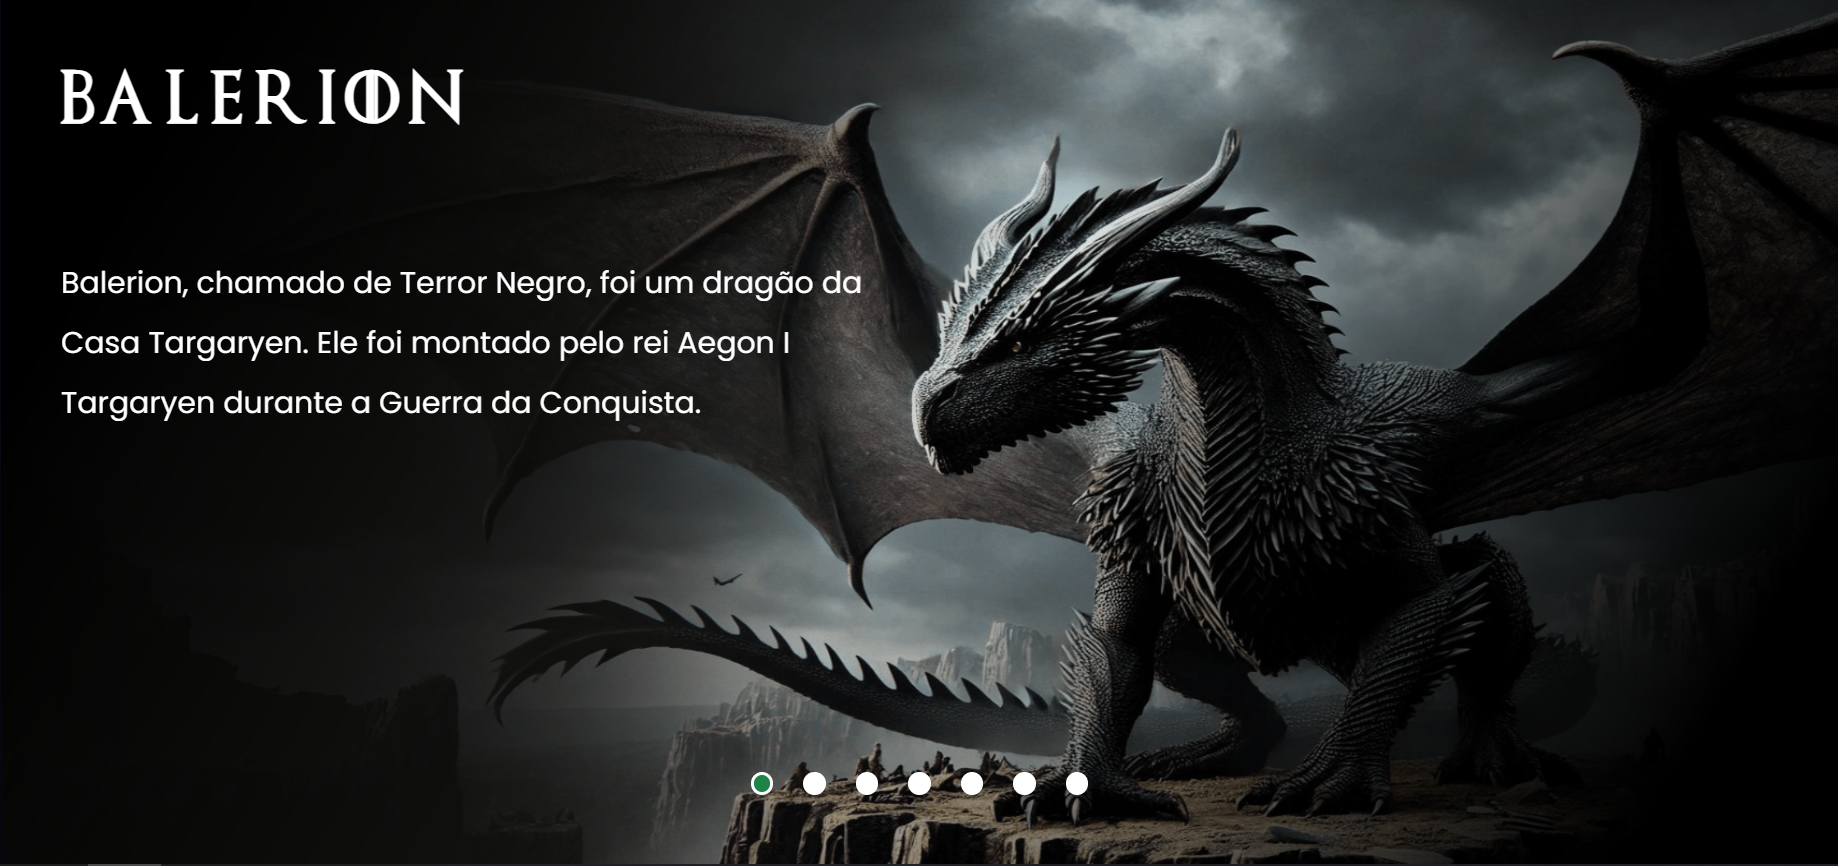 BALERION
Balerion, chamado de Terror Negro, foi um dragão da
Casa Targaryen. Ele foi montado pelo rei Aegon I
Targaryen durante a Guerra da Conquista.